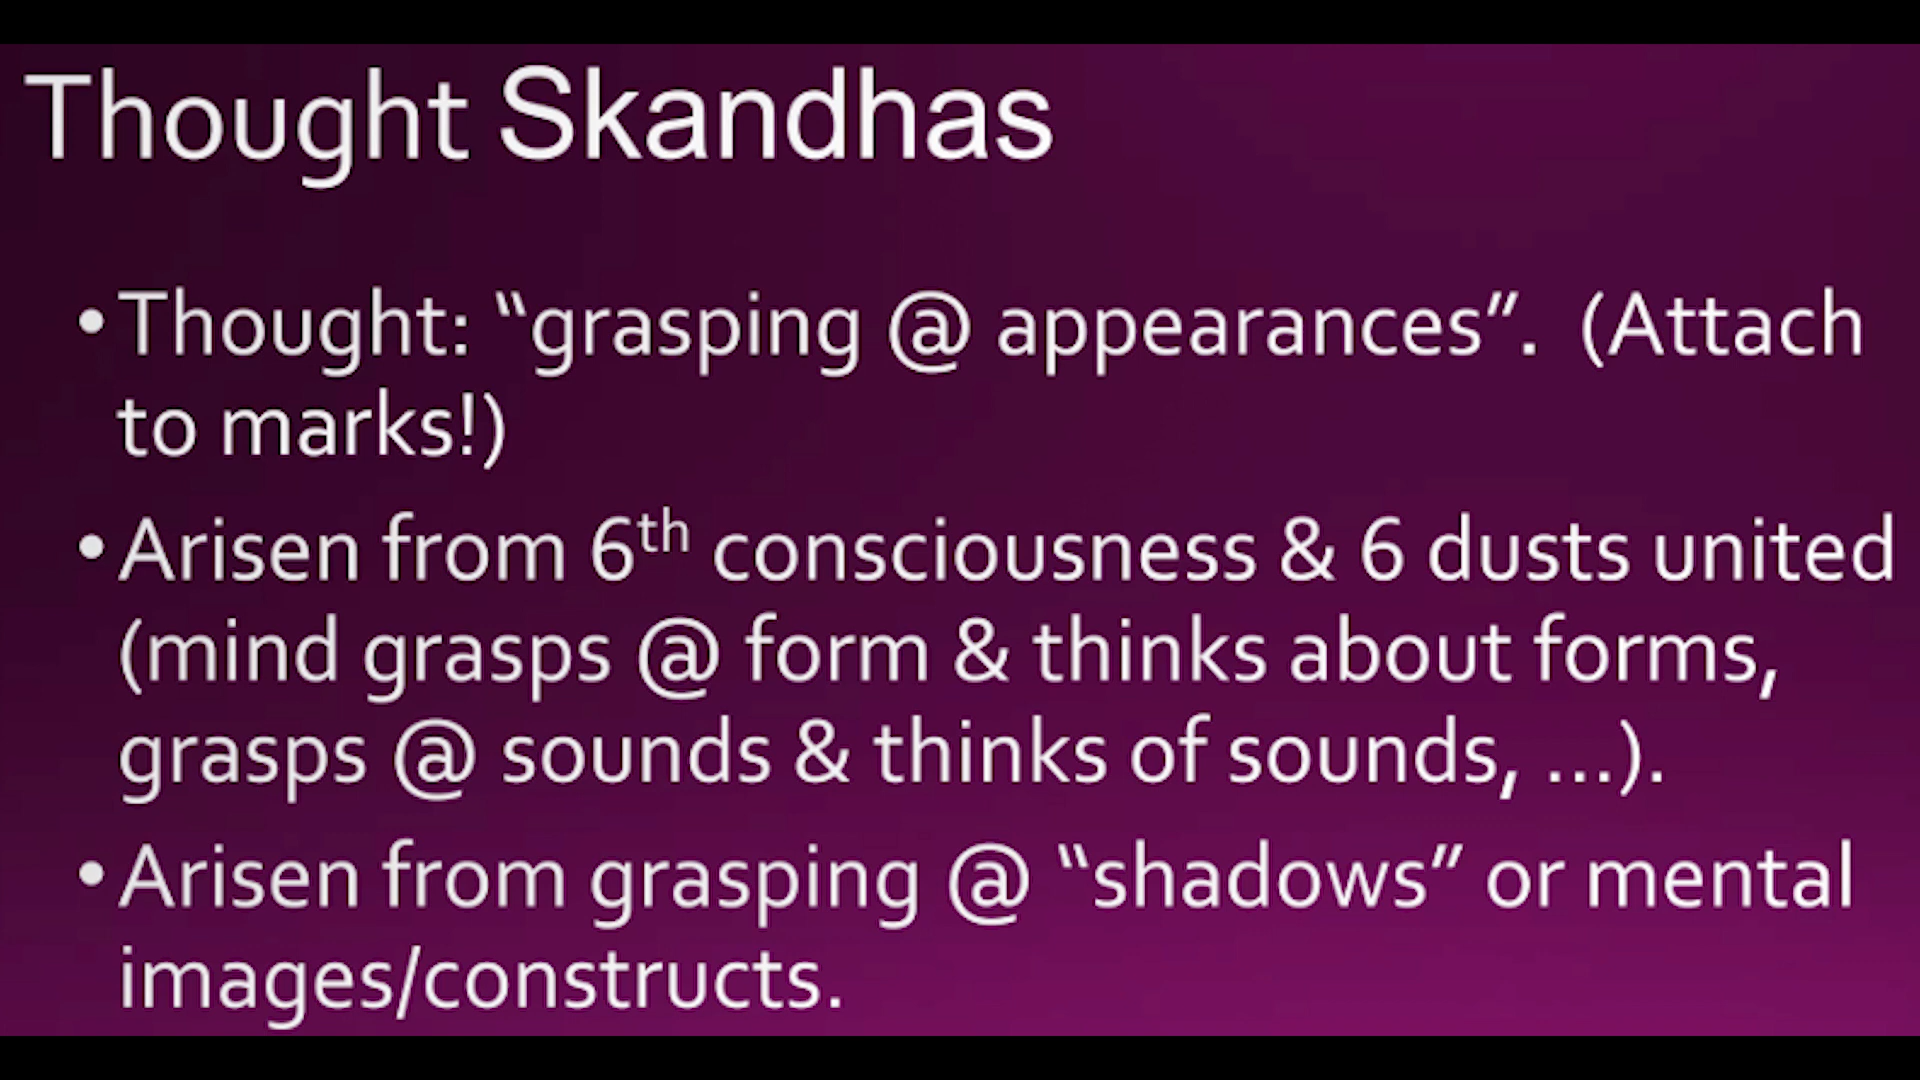 Thought Skandhas
•Thought: “grasping @ appearances”. (Attach
to marks!)
•Arisen from 6th consciousness & 6 dusts united
(mind grasps @ form & thinks about forms,
grasps @ sounds & thinks of sounds, …).
•Arisen from grasping @ “shadows” or mental
images/constructs.